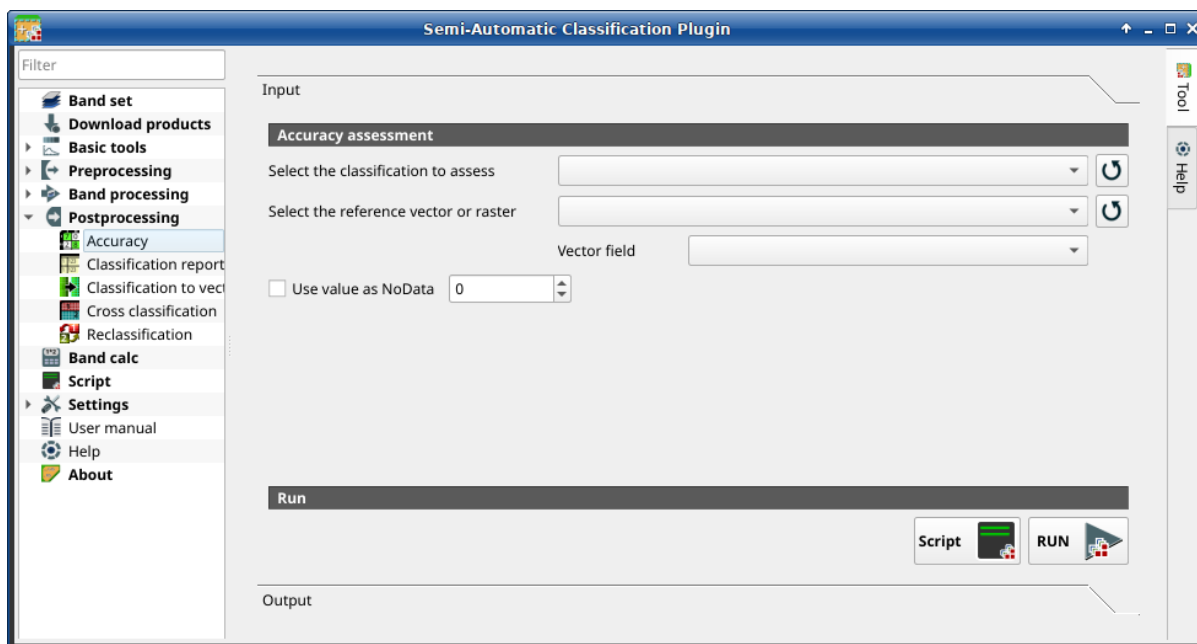 Semi-Automatic Classification Plugin
Filter
Band set
Download products
Basic tools
Preprocessing
Band processing
Postprocessing
Accuracy
Classification report
Classification to vect
Cross classification
Reclassification
Band calc
Script
Settings
User manual
Help
About
Input
Accuracy assessment
Select the classification to assess
Select the reference vector or raster
Vector field
Use value as NoData 0
Run
Script RUN
Output
Tool
Help